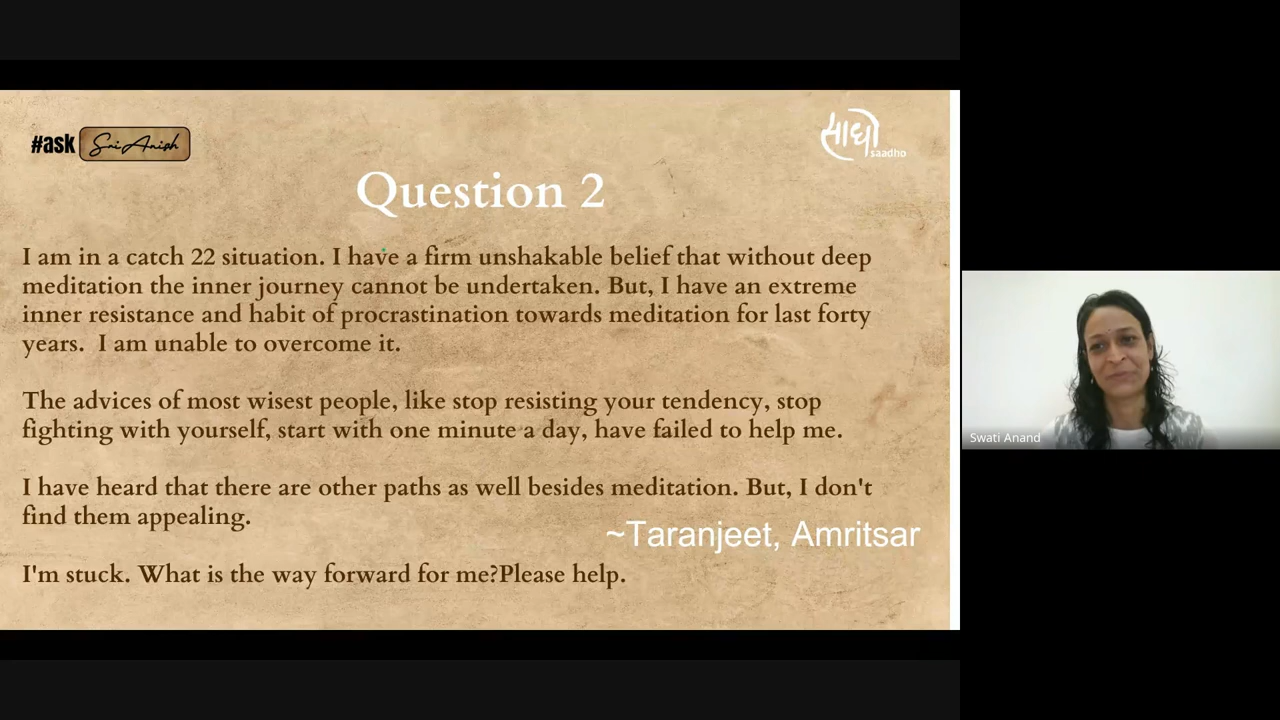 #ask Sri Anish
साधो
saadho
Question 2
I am in a catch 22 situation. I have a firm unshakable belief that without deep
meditation the inner journey cannot be undertaken. But, I have an extreme
inner resistance and habit of procrastination towards meditation for last forty
years.  I am unable to overcome it.
The advices of most wisest people, like stop resisting your tendency, stop
fighting with yourself, start with one minute a day, have failed to help me.
I have heard that there are other paths as well besides meditation. But, I don't
find them appealing.
~Taranjeet, Amritsar
I'm stuck. What is the way forward for me?Please help.
Swati Anand